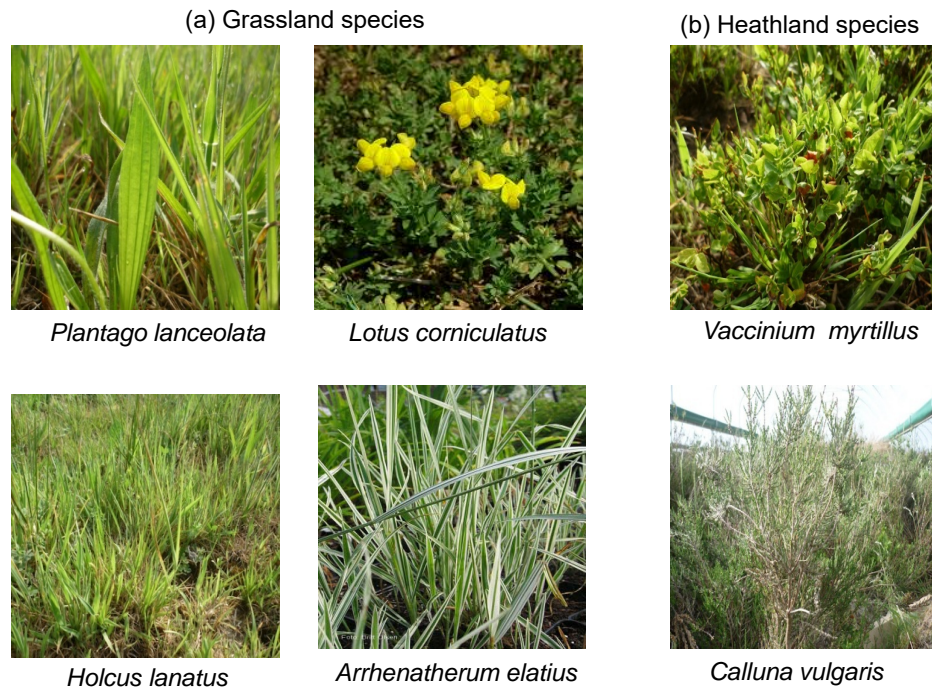 (a) Grassland species
(b) Heathland species
Plantago lanceolata
Lotus corniculatus
Vaccinium myrtillus
Holcus lanatus
Arrhenatherum elatius
Calluna vulgaris